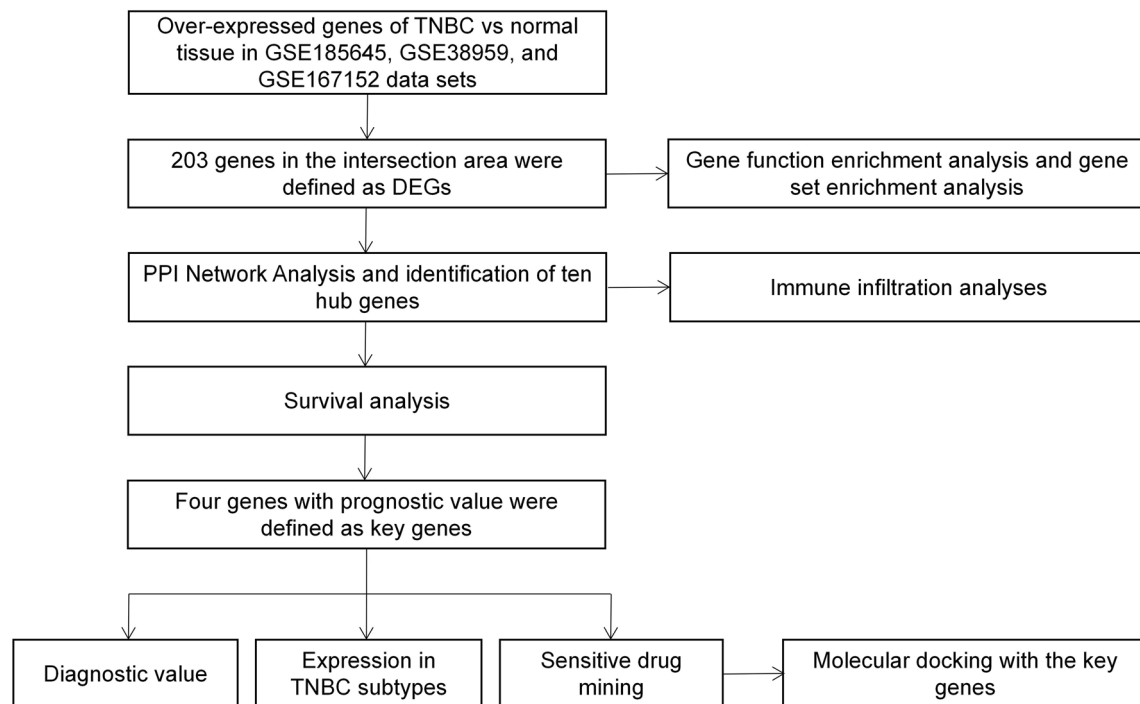 Over-expressed genes of TNBC vs normal
tissue in GSE185645, GSE38959, and
GSE167152 data sets
203 genes in the intersection area were
defined as DEGs
Gene function enrichment analysis and gene
set enrichment analysis
PPI Network Analysis and identification of ten
hub genes
Immune infiltration analyses
Survival analysis
Four genes with prognostic value were
defined as key genes
Diagnostic value
Expression in
TNBC subtypes
Sensitive drug
mining
Molecular docking with the key
genes